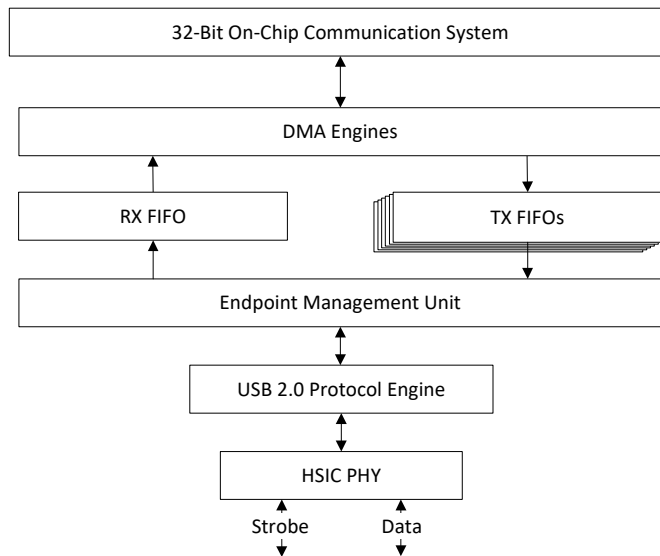 32-Bit On-Chip Communication System
DMA Engines
RX FIFO
TX FIFOs
Endpoint Management Unit
USB 2.0 Protocol Engine
HSIC PHY
Strobe
Data